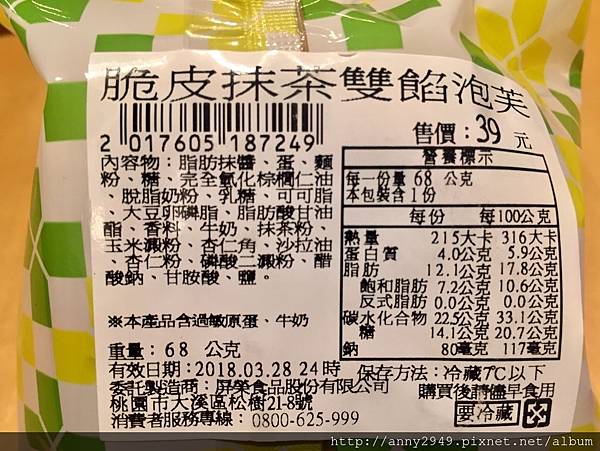 脆皮抹茶雙餡泡芙
2 017605 187249
售價：39 元
內容物：脂肪抹醬、蛋、麵
粉、糖、完全氫化棕櫚仁油
、脫脂奶粉、乳糖、可可脂
、大豆卵磷脂、脂肪酸甘油
酯、香料、牛奶、抹茶粉、
玉米澱粉、杏仁角、沙拉油
、杏仁粉、磷酸二澱粉、醋
酸鈉、甘胺酸、鹽。
※本產品含過敏原蛋、牛奶
營養標示
每一份量 68 公克
本包裝含 1份
每份 每100公克
熱量 215大卡 316大卡
蛋白質 4.0公克 5.9公克
脂肪 12.1公克 17.8公克
飽和脂肪 7.2公克 10.6公克
反式脂肪 0.0公克 0.0公克
碳水化合物 22.5公克 33.1公克
糖 14.1公克 20.7公克
鈉 80毫克 117毫克
重量：68 公克
有效日期：2018.03.28 24時
保存方法：冷藏7℃以下
委託製造商：屏榮食品股份有限公司
購買後請儘早食用
桃園市大溪區松樹21-8號
要冷藏
消費者服務專線：0800-625-999
http://anny2949.pixnet.net/album